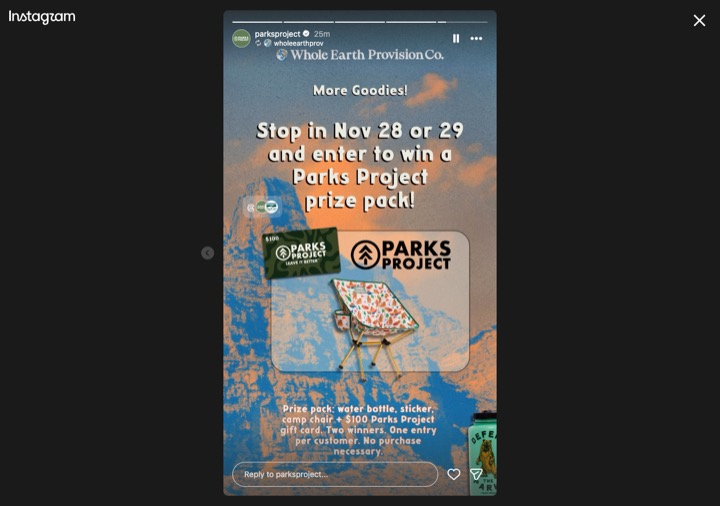 Instagram
parksproject 25m
wholeearthprov
Whole Earth Provision Co.
More Goodies!
Stop in Nov 28 or 29
and enter to win a
Parks Project
prize pack!
$100
PARKS
PROJECT
LEAVE IT BETTER
PARKS
PROJECT
Prize pack: water bottle, sticker,
camp chair + $100 Parks Project
gift card. Two winners. One entry
per customer. No purchase
necessary.
DEFE
THE
Reply to parksproject...